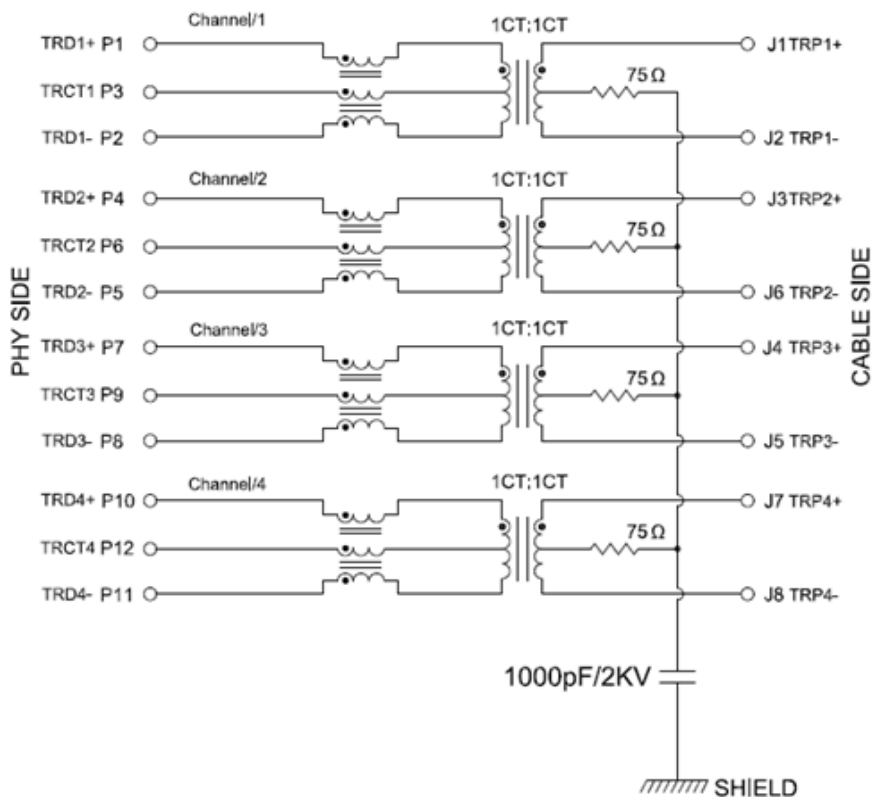 Channel/1
1CT:1CT
TRD1+ P1
J1 TRP1+
75Ω
TRCT1 P3
TRD1- P2
J2 TRP1-
Channel/2
1CT:1CT
TRD2+ P4
J3 TRP2+
75Ω
TRCT2 P6
TRD2- P5
J6 TRP2-
PHY SIDE
CABLE SIDE
Channel/3
1CT:1CT
TRD3+ P7
J4 TRP3+
75Ω
TRCT3 P9
TRD3- P8
J5 TRP3-
Channel/4
1CT:1CT
TRD4+ P10
J7 TRP4+
75Ω
TRCT4 P12
TRD4- P11
J8 TRP4-
1000pF/2KV
SHIELD